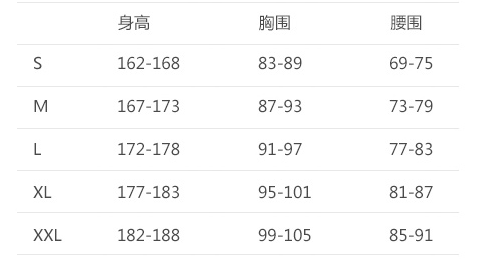 身高 胸围 腰围
S 162-168 83-89 69-75
M 167-173 87-93 73-79
L 172-178 91-97 77-83
XL 177-183 95-101 81-87
XXL 182-188 99-105 85-91